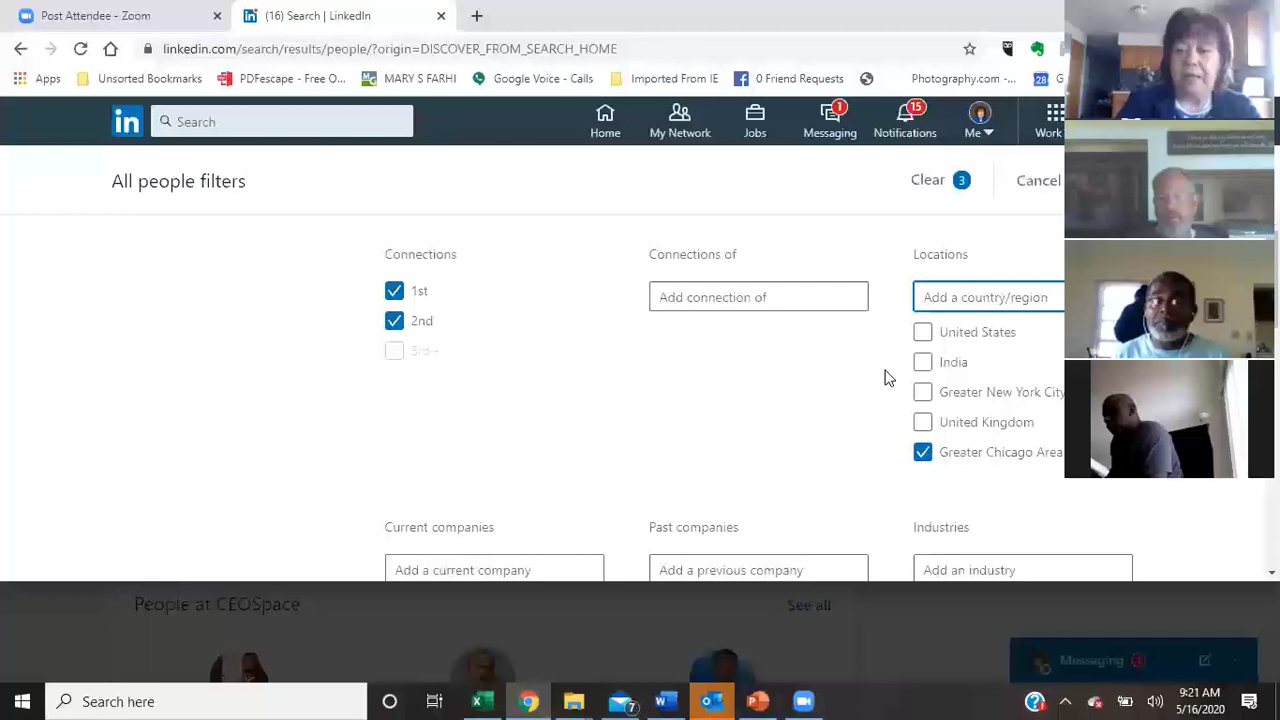 Post Attendee - Zoom
(16) Search | LinkedIn
linkedin.com/search/results/people/?origin=DISCOVER_FROM_SEARCH_HOME
Apps
Unsorted Bookmarks
PDFescape - Free O...
MARY S FARHI
Google Voice - Calls
Imported From IE
0 Friend Requests
Photography.com -...
28
in
Search
Home
My Network
Jobs
1
Messaging
15
Notifications
Me
Work
All people filters
Clear 3
Cancel
Connections
1st
2nd
3rd+
Connections of
Add connection of
Locations
Add a country/region
United States
India
Greater New York City
United Kingdom
Greater Chicago Area
Current companies
Add a current company
Past companies
Add a previous company
Industries
Add an industry
People at CEOSpace
See all
Messaging 1
Search here
7
9:21 AM
5/16/2020